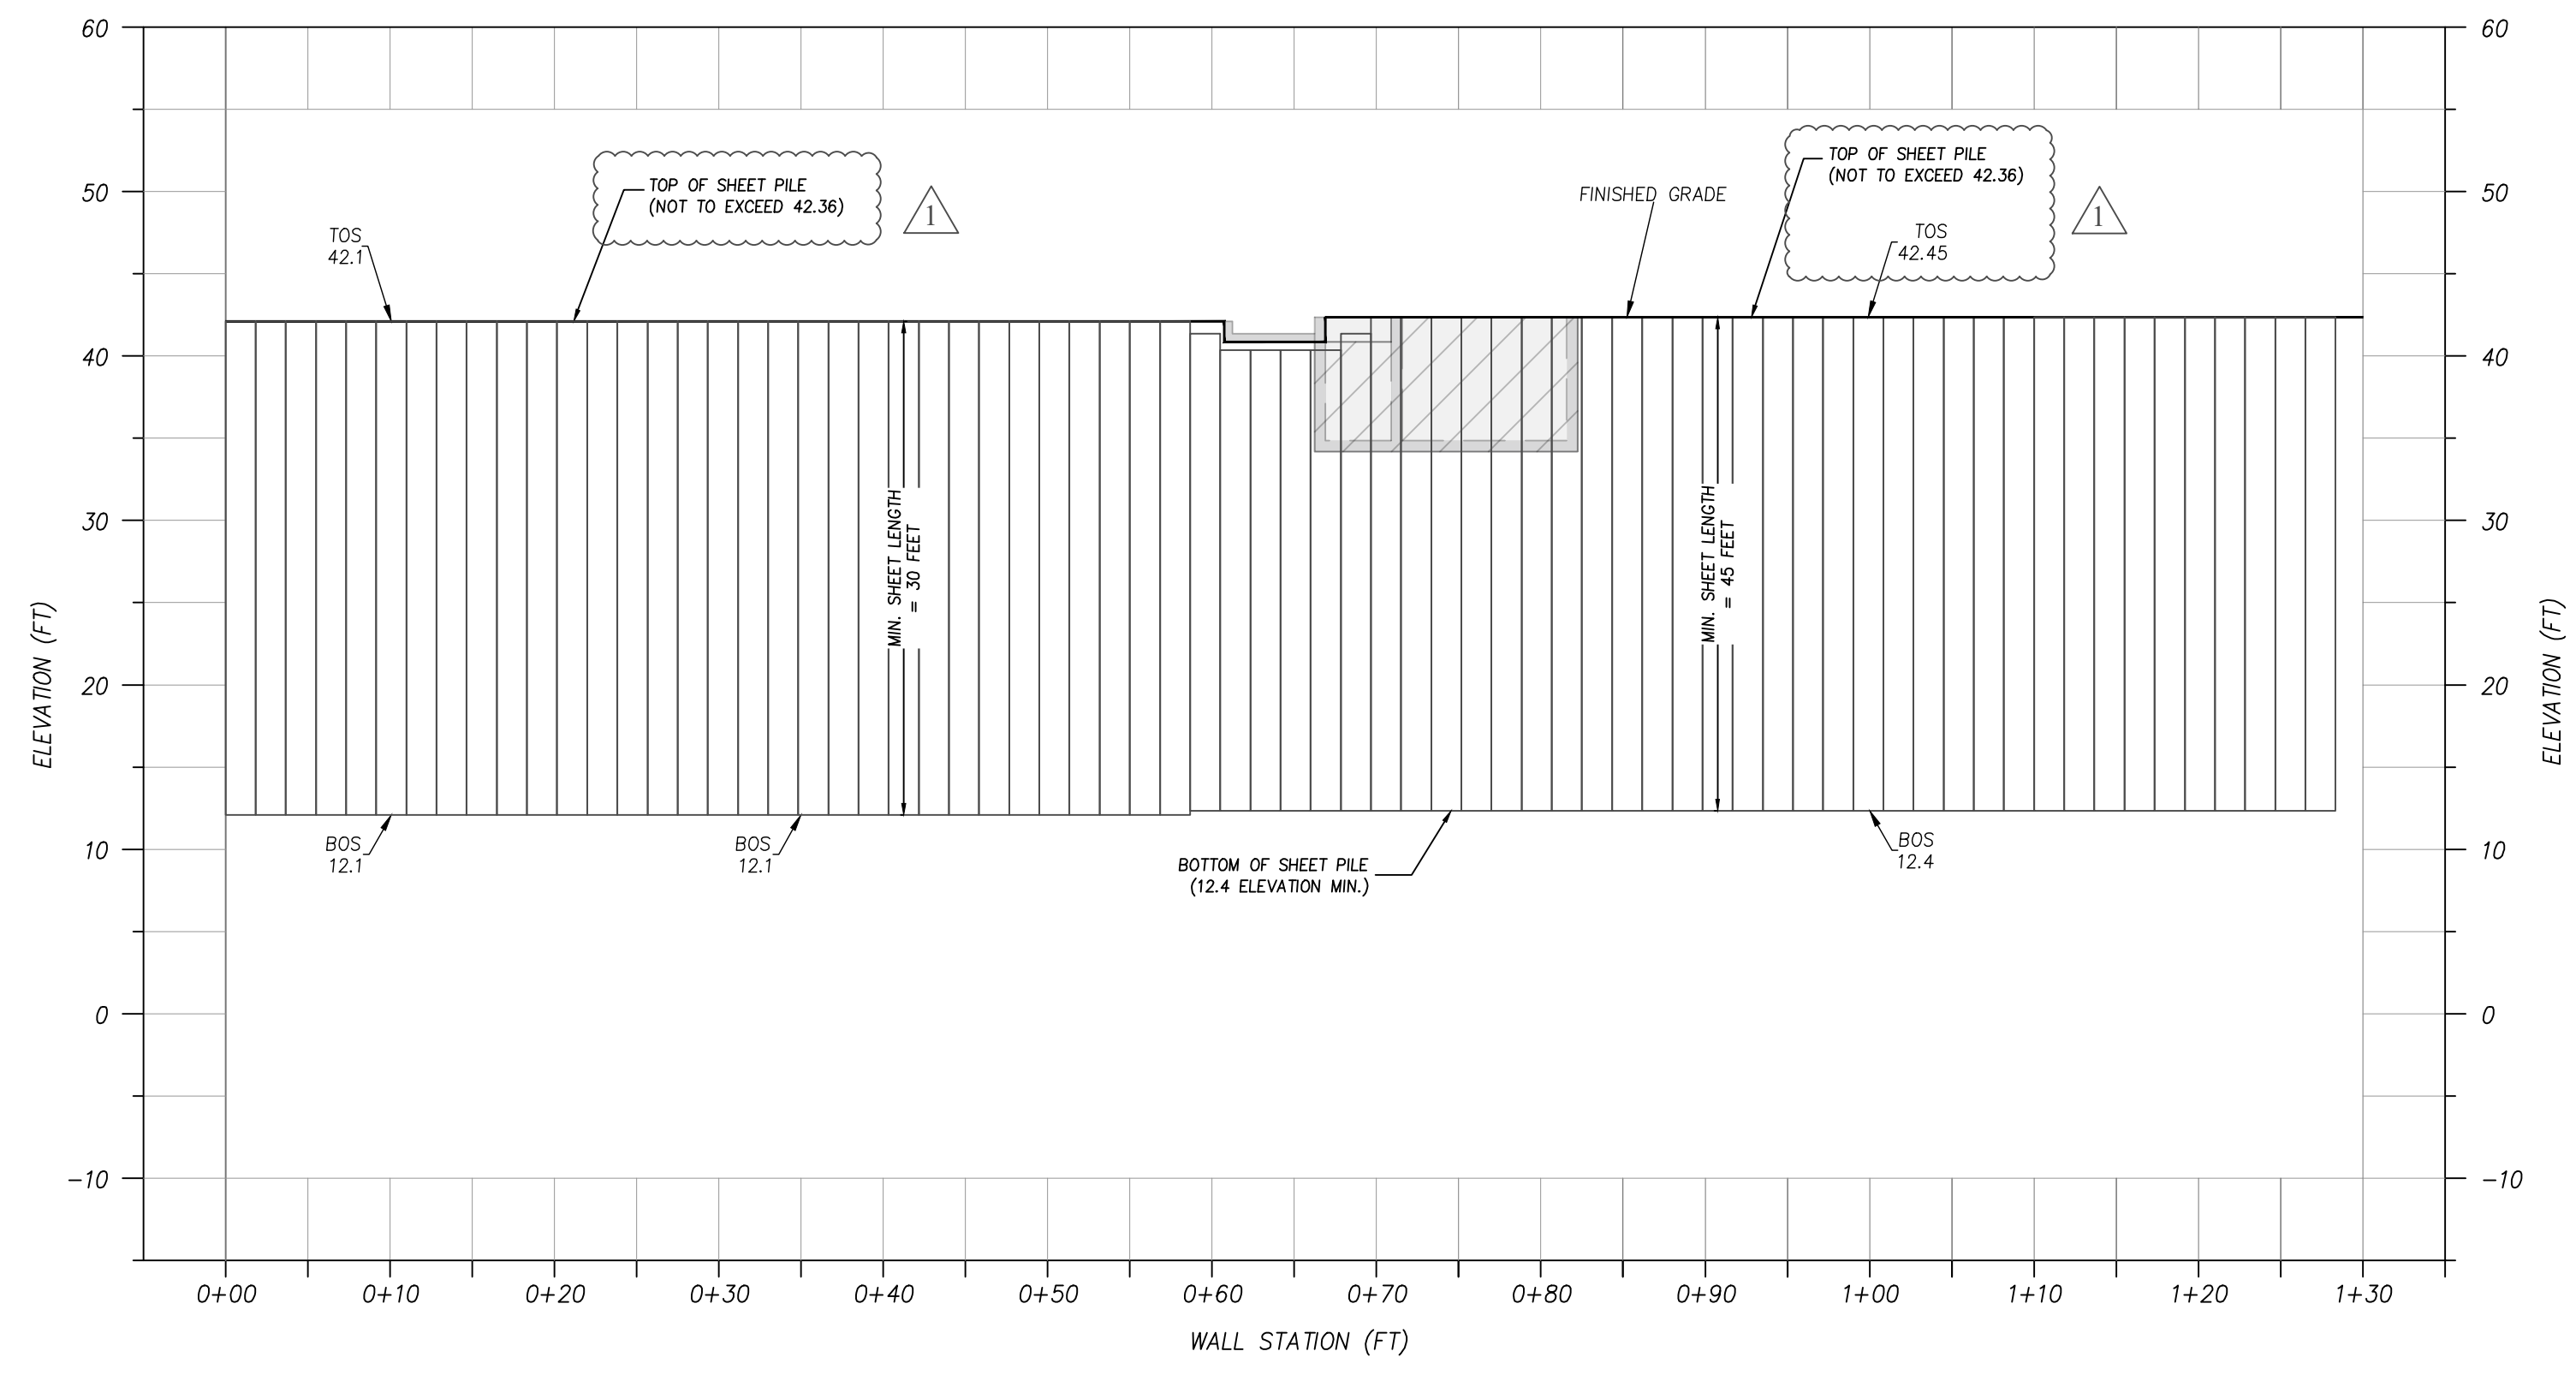 60
50
40
30
20
10
0
-10
ELEVATION (FT)
TOP OF SHEET PILE
(NOT TO EXCEED 42.36)
1
TOS
42.1
FINISHED GRADE
TOP OF SHEET PILE
(NOT TO EXCEED 42.36)
TOS
42.45
1
MIN. SHEET LENGTH
= 30 FEET
MIN. SHEET LENGTH
= 45 FEET
BOS
12.1
BOS
12.1
BOTTOM OF SHEET PILE
(12.4 ELEVATION MIN.)
BOS
12.4
60
50
40
30
20
10
0
-10
ELEVATION (FT)
0+00 0+10 0+20 0+30 0+40 0+50 0+60 0+70 0+80 0+90 1+00 1+10 1+20 1+30
WALL STATION (FT)